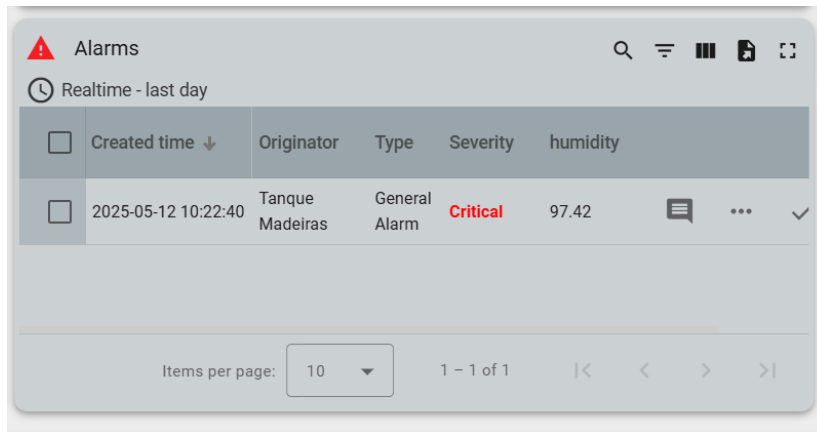 Alarms
Realtime - last day
Created time Originator Type Severity humidity
2025-05-12 10:22:40 Tanque Madeiras General Alarm Critical 97.42
Items per page: 10 1 – 1 of 1